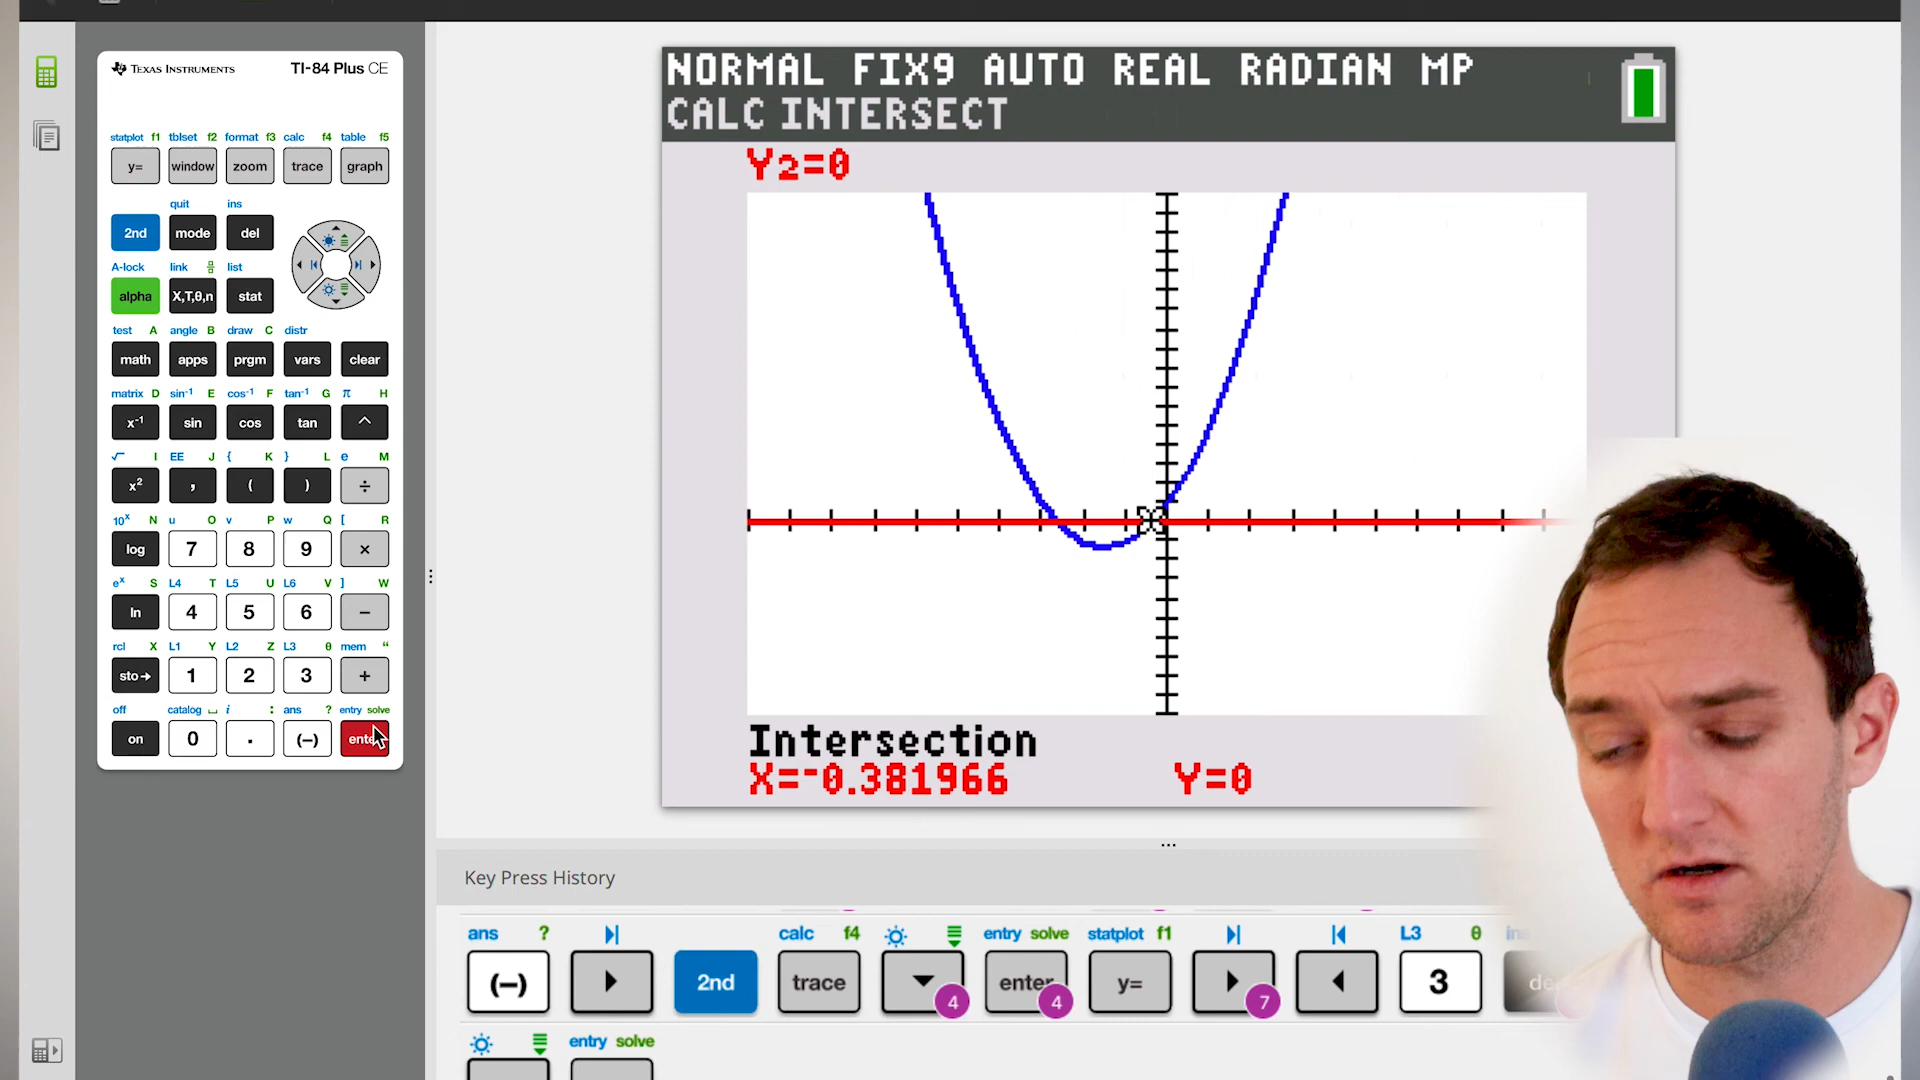 TEXAS INSTRUMENTS TI-84 Plus CE
statplot f1 tblset f2 format f3 calc f4 table f5
y= window zoom trace graph
quit ins
2nd mode del
A-lock link list
alpha X,T,θ,n stat
test A angle B draw C distr
math apps prgm vars clear
matrix D sin⁻¹ E cos⁻¹ F tan⁻¹ G π H
x⁻¹ sin cos tan ^
√ I EE J { K } L e M
x² , ( ) ÷
10ˣ N u O v P w Q [ R
log 7 8 9 ×
eˣ S L4 T L5 U L6 V ] W
ln 4 5 6 −
rcl X L1 Y L2 Z L3 θ mem “
sto→ 1 2 3 +
off catalog ⎵ i : ans ? entry solve
on 0 . (−) enter
NORMAL FIX9 AUTO REAL RADIAN MP
CALC INTERSECT
Y2=0
Intersection
X=⁻0.381966 Y=0
Key Press History
ans ? calc f4 entry solve statplot f1 L3 θ ins
(−) 2nd trace 4 enter 4 y= 7 3 de
entry solve